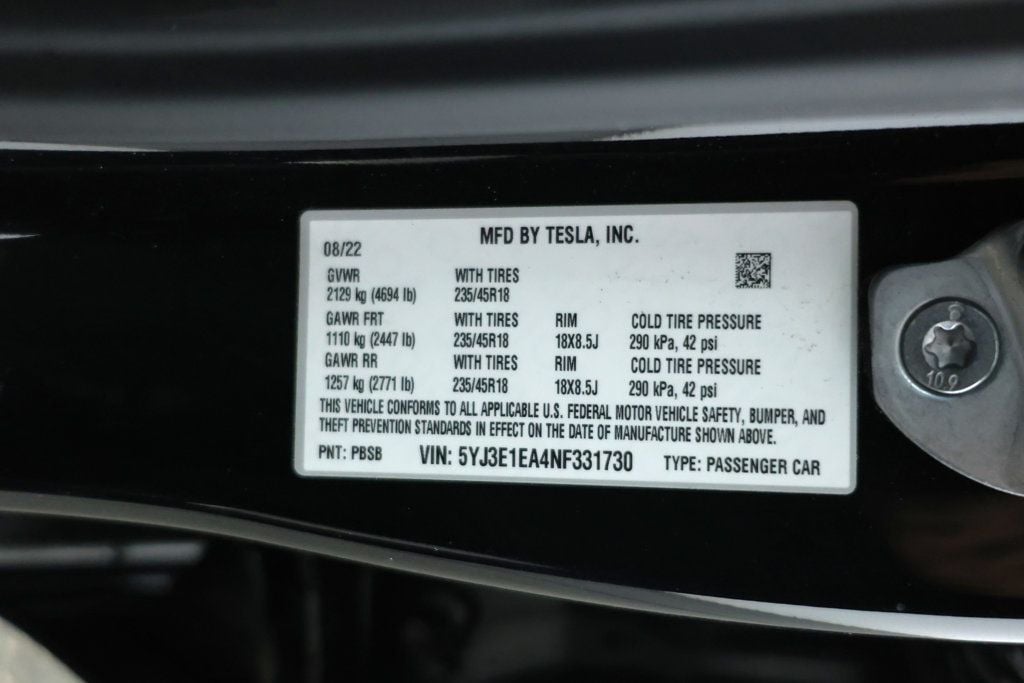 MFD BY TESLA, INC.
08/22
GVWR WITH TIRES
2129 kg (4694 lb) 235/45R18
GAWR FRT WITH TIRES RIM COLD TIRE PRESSURE
1110 kg (2447 lb) 235/45R18 18X8.5J 290 kPa, 42 psi
GAWR RR WITH TIRES RIM COLD TIRE PRESSURE
1257 kg (2771 lb) 235/45R18 18X8.5J 290 kPa, 42 psi
THIS VEHICLE CONFORMS TO ALL APPLICABLE U.S. FEDERAL MOTOR VEHICLE SAFETY, BUMPER, AND
THEFT PREVENTION STANDARDS IN EFFECT ON THE DATE OF MANUFACTURE SHOWN ABOVE.
PNT: PBSB VIN: 5YJ3E1EA4NF331730 TYPE: PASSENGER CAR
10.9